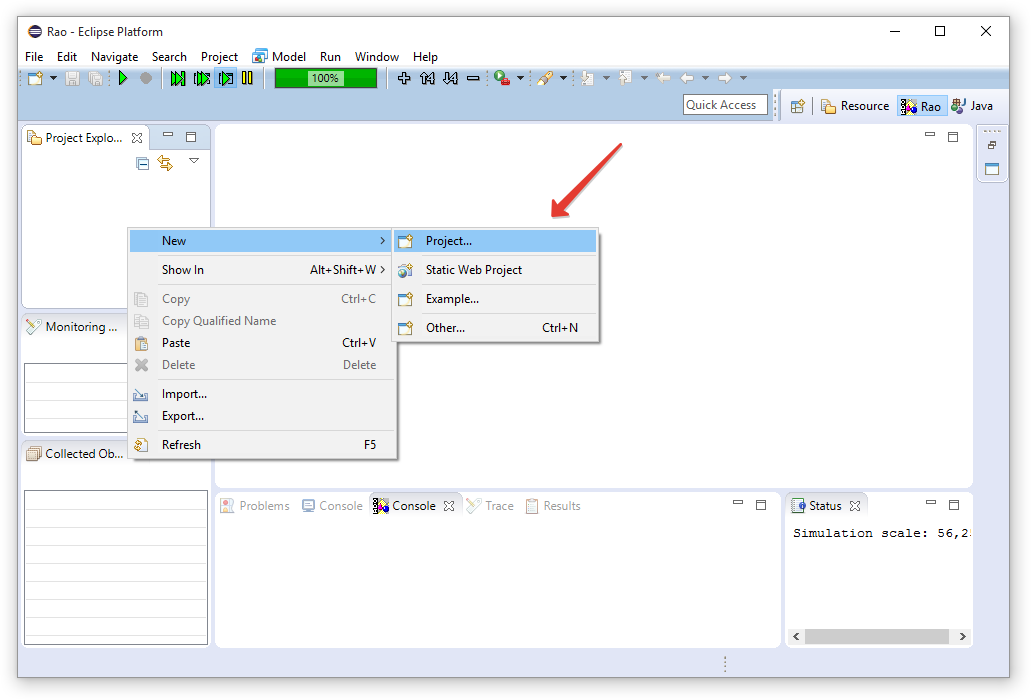 Rao - Eclipse Platform
File Edit Navigate Search Project Model Run Window Help
100%
Quick Access Resource Rao Java
Project Explo...
New
Show In Alt+Shift+W
Copy Ctrl+C
Copy Qualified Name
Paste Ctrl+V
Delete Delete
Import...
Export...
Refresh F5
Project...
Static Web Project
Example...
Other... Ctrl+N
Monitoring ...
Collected Ob...
Problems Console Console Trace Results
Status
Simulation scale: 56,2